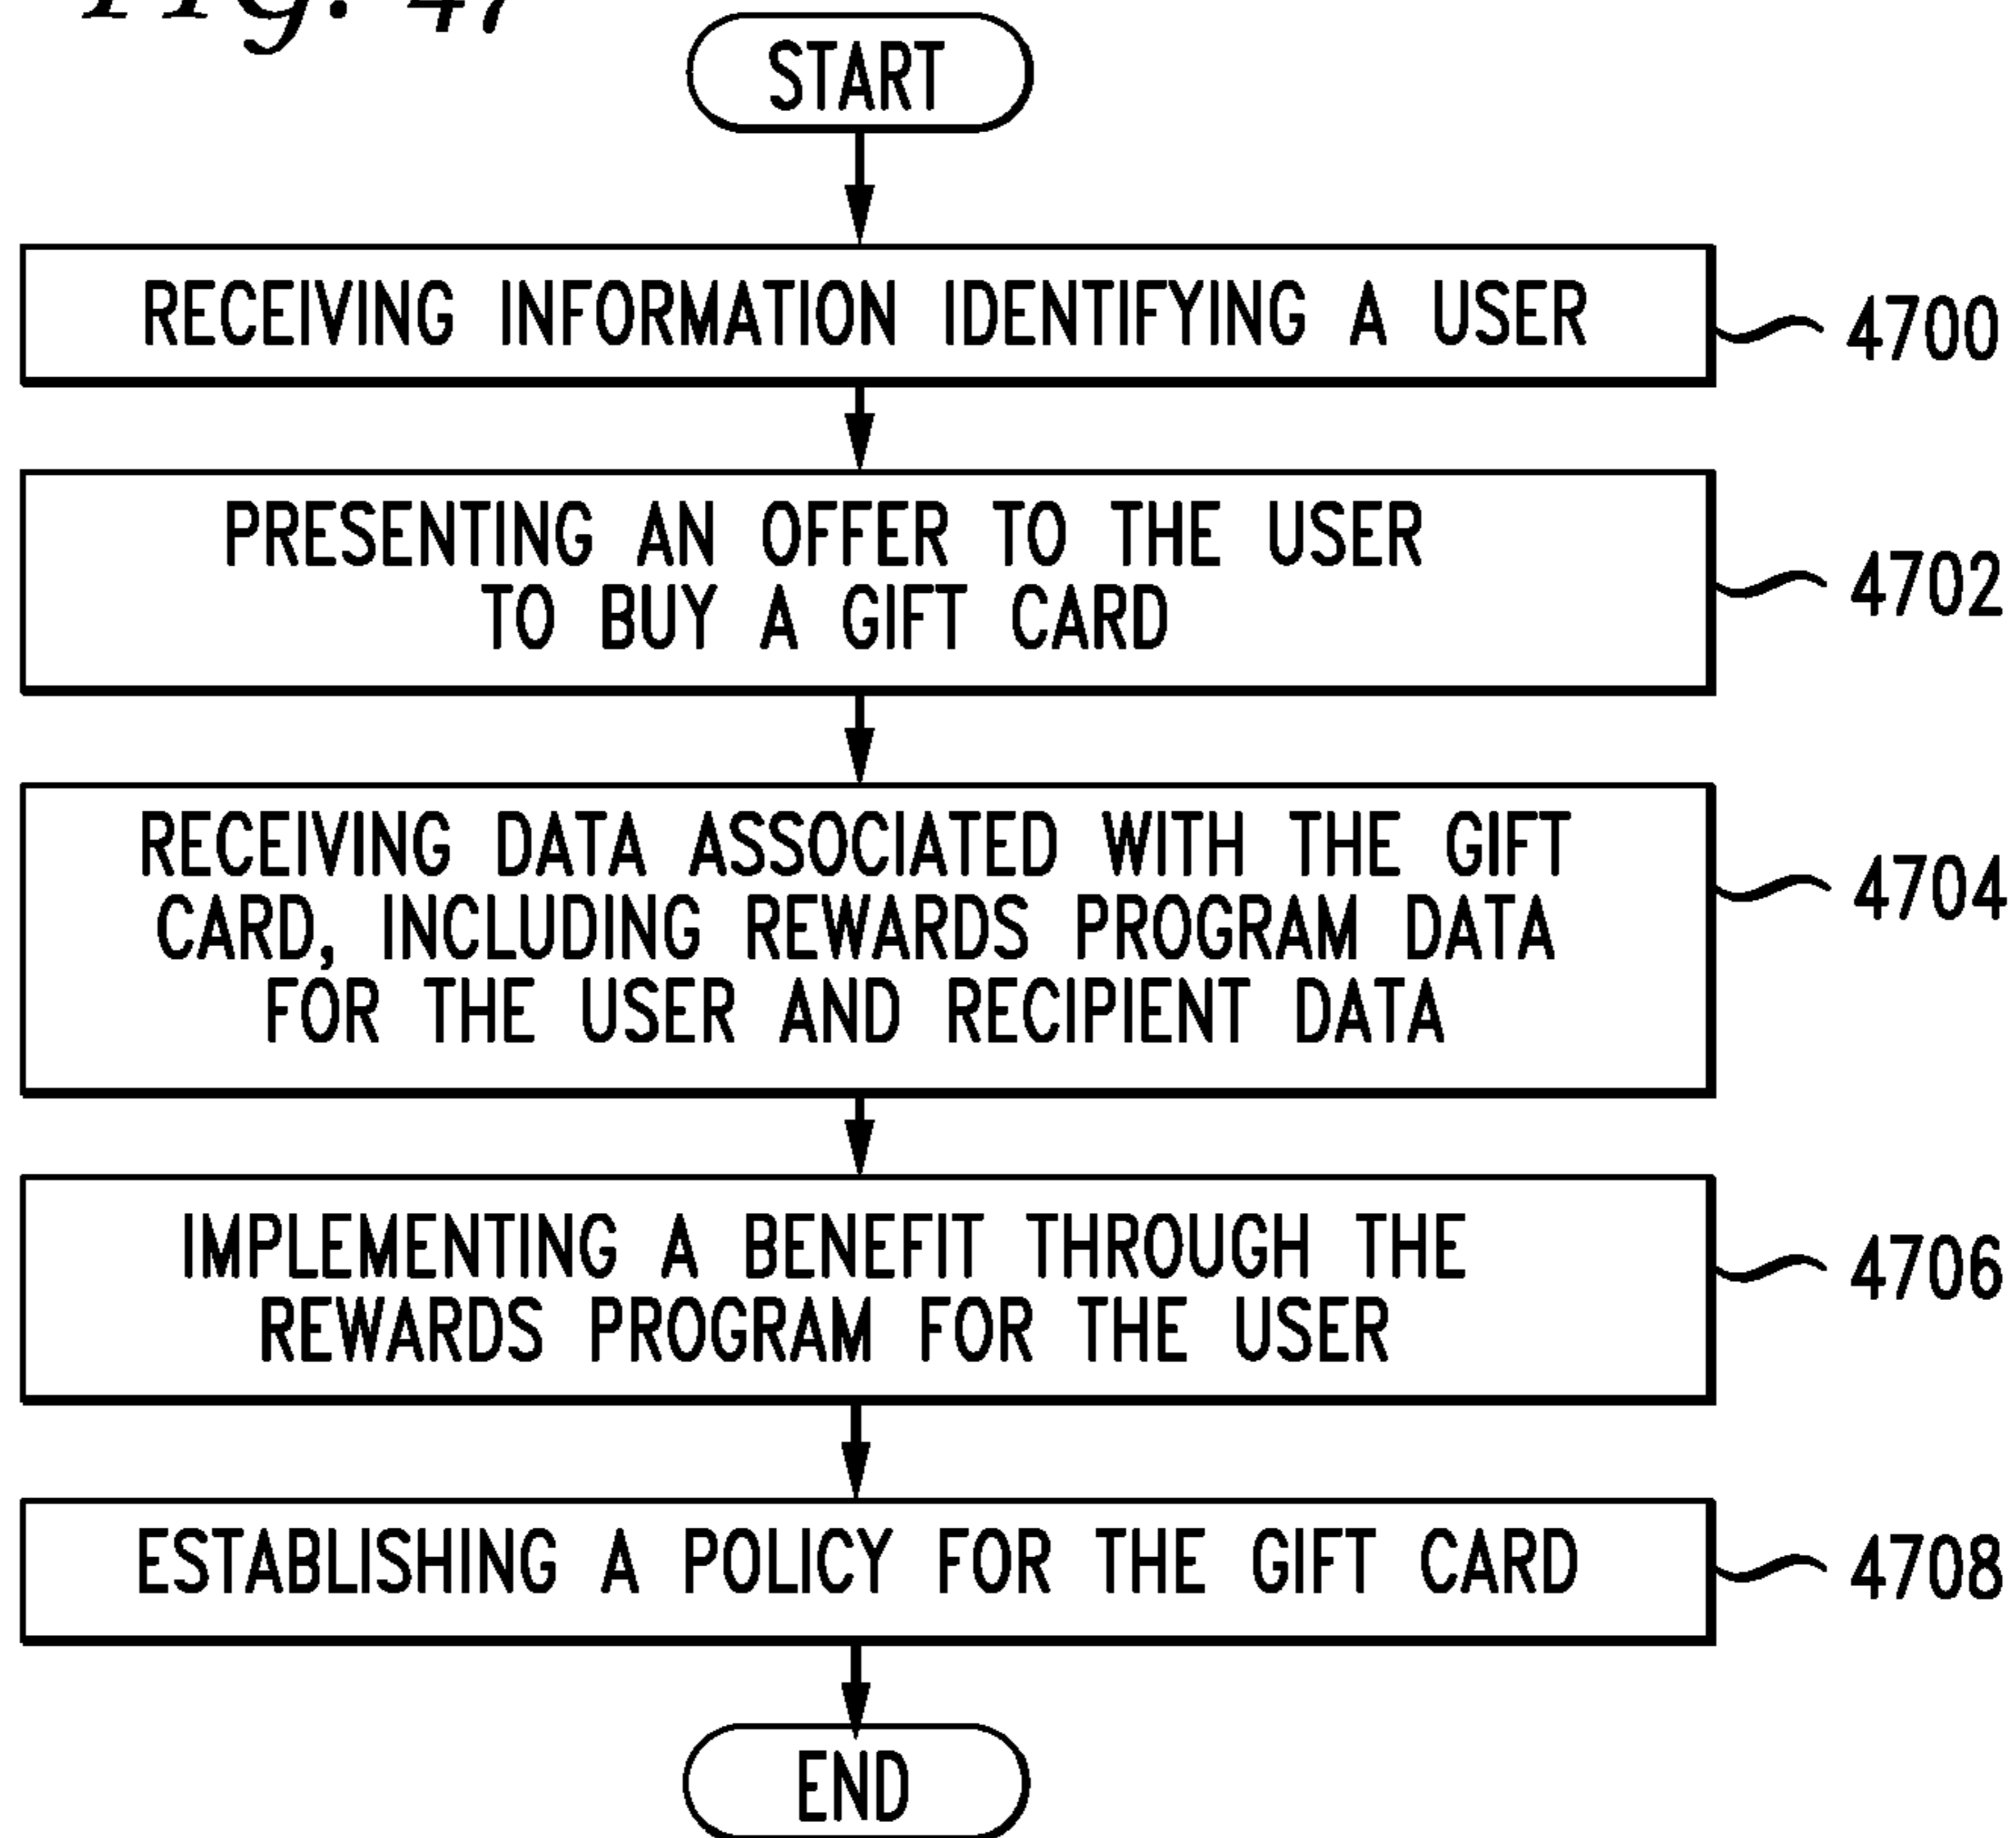 Fig. 47
START
RECEIVING INFORMATION IDENTIFYING A USER
4700
PRESENTING AN OFFER TO THE USER
TO BUY A GIFT CARD
4702
RECEIVING DATA ASSOCIATED WITH THE GIFT
CARD, INCLUDING REWARDS PROGRAM DATA
FOR THE USER AND RECIPIENT DATA
4704
IMPLEMENTING A BENEFIT THROUGH THE
REWARDS PROGRAM FOR THE USER
4706
ESTABLISHING A POLICY FOR THE GIFT CARD
4708
END